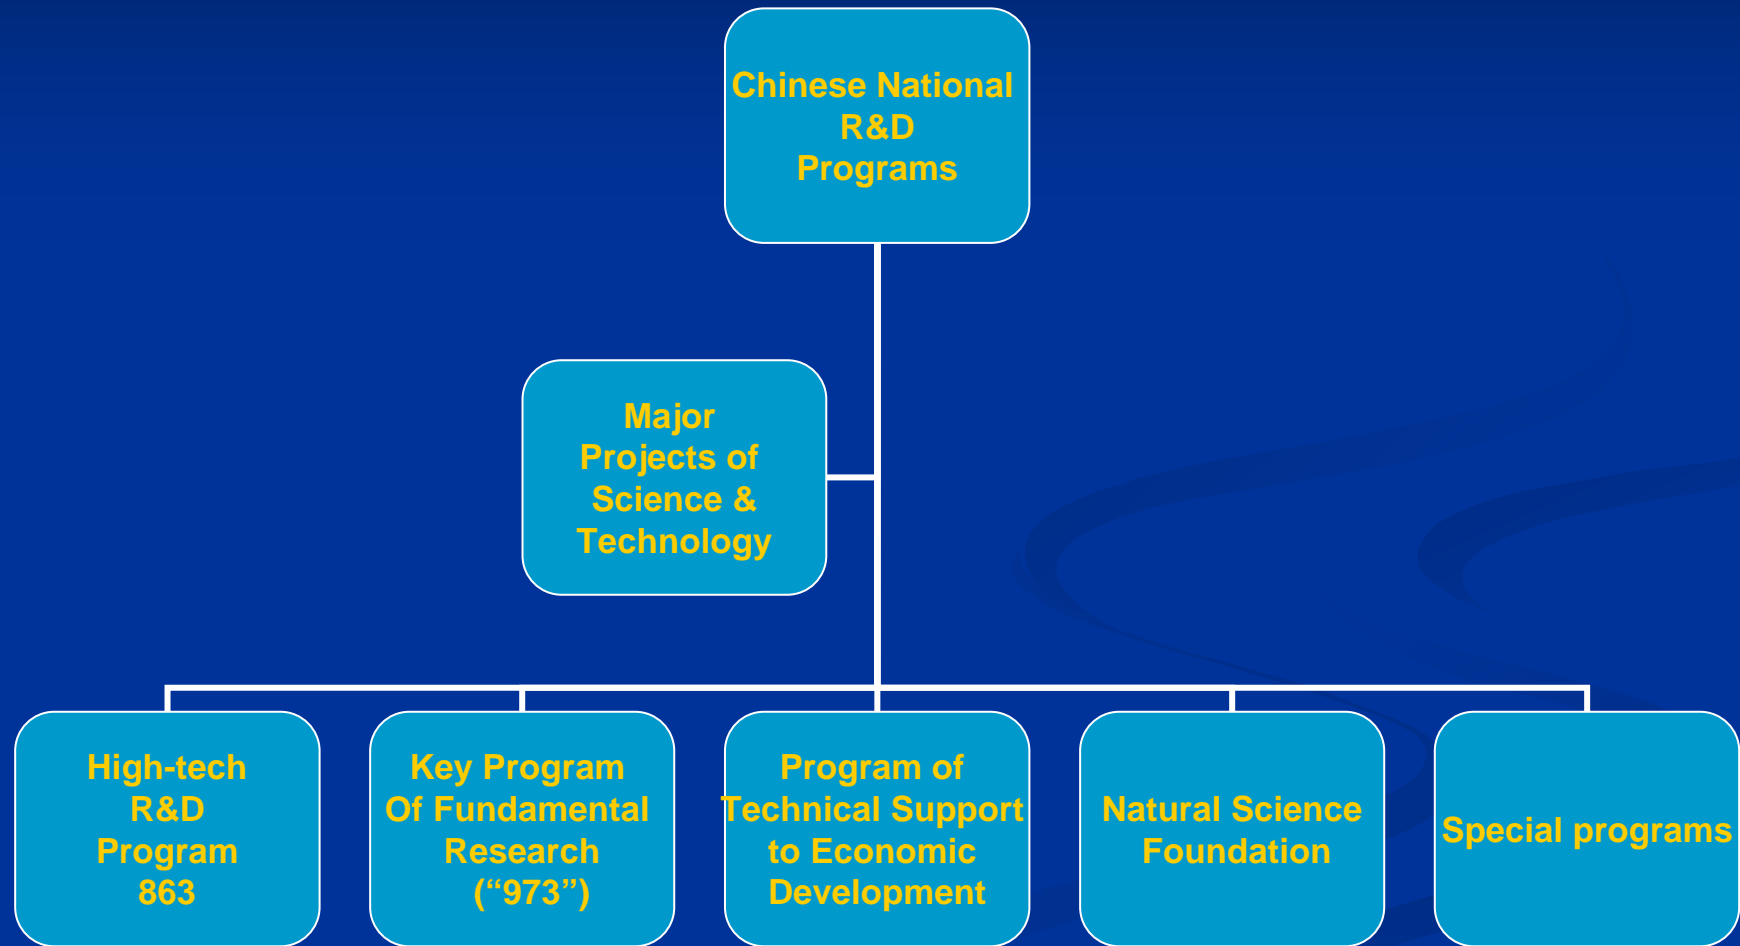 Chinese National
R&D
Programs
Major
Projects of
Science &
Technology
High-tech
R&D
Program
863
Key Program
Of Fundamental
Research
(“973”)
Program of
Technical Support
to Economic
Development
Natural Science
Foundation
Special programs